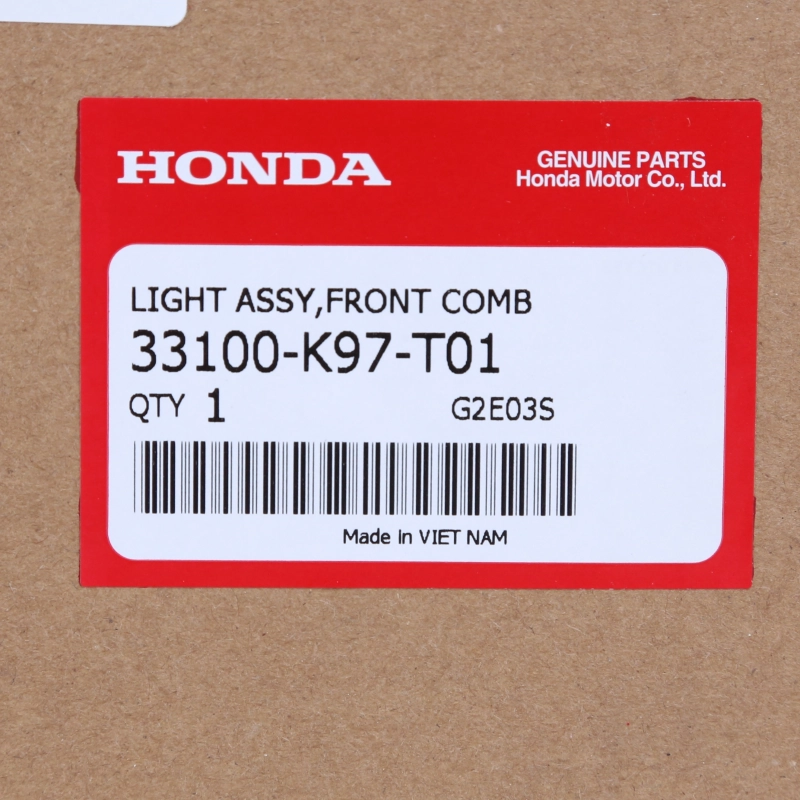 HONDA
GENUINE PARTS
Honda Motor Co., Ltd.
LIGHT ASSY,FRONT COMB
33100-K97-T01
QTY 1 G2E03S
Made in VIET NAM